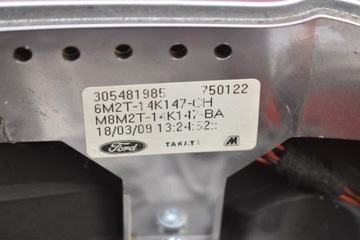 305481985 750122
6M2T-14K147-CH
M8M2T-14K147-BA
18/03/09 13:24:52
Ford TAKATA M